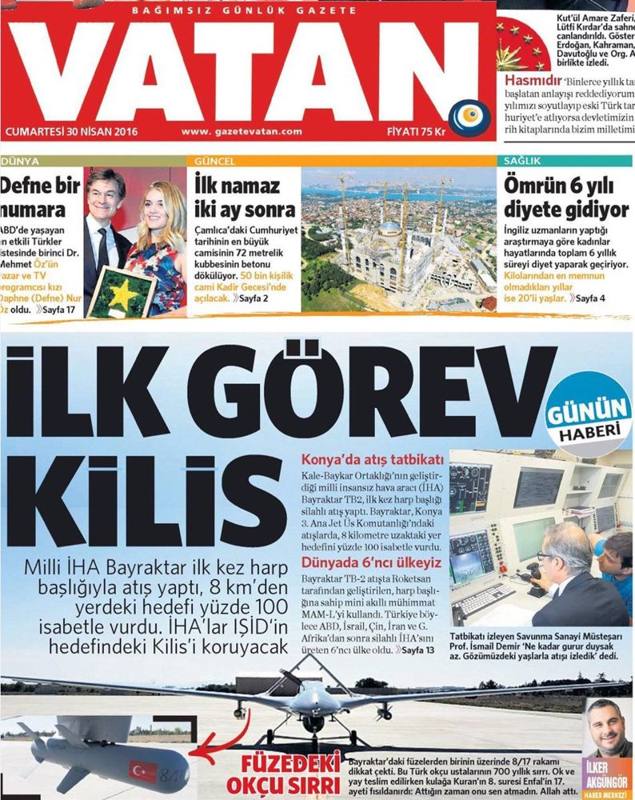 BAĞIMSIZ GÜNLÜK GAZETE
VATAN
CUMARTESİ 30 NİSAN 2016
www. gazetevatan.com
FİYATI 75 Kr
Kut'ül Amare Zaferi,
Lütfi Kırdar'da sahne
canlandırıldı. Göster
Erdoğan, Kahraman,
Davutoğlu ve Org. A
birlikte izledi.
Hasmıdır 'Binlerce yıllık ta
başlatan anlayışı reddediyorum
yılımızı soyutlayıp eski Türk tar
huriyet'e atlıyorsa devletimizin
rih kitaplarında bizim milletimi
DÜNYA
Defne bir
numara
ABD'de yaşayan
n etkili Türkler
istesinde birinci Dr.
Mehmet Öz'ün
azar ve TV
rogramcısı kızı
Daphne (Defne) Nur
Öz oldu. »Sayfa 17
GÜNCEL
İlk namaz
iki ay sonra
Çamlıca'daki Cumhuriyet
tarihinin en büyük
camisinin 72 metrelik
kubbesinin betonu
dökülüyor. 50 bin kişilik
cami Kadir Gecesi'nde
açılacak. »Sayfa 2
SAĞLIK
Ömrün 6 yılı
diyete gidiyor
İngiliz uzmanların yaptığı
araştırmaya göre kadınlar
hayatlarında toplam 6 yıllık
süreyi diyet yaparak geçiriyor.
Kilolarından en memnun
olmadıkları yıllar
ise 20'li yaşlar. »Sayfa 4
İLK GÖREV
KİLİS
GÜNÜN
HABERİ
Milli İHA Bayraktar ilk kez harp
başlığıyla atış yaptı, 8 km'den
yerdeki hedefi yüzde 100
isabetle vurdu. İHA'lar IŞİD'in
hedefindeki Kilis'i koruyacak
Konya'da atış tatbikatı
Kale-Baykar Ortaklığı'nın geliştir-
diği milli insansız hava aracı (İHA)
Bayraktar TB2, ilk kez harp başlığı
silahlı atış yaptı. Bayraktar, Konya
3. Ana Jet Üs Komutanlığı'ndaki
atışlarda, 8 kilometre uzaktaki yer
hedefini yüzde 100 isabetle vurdu.
Dünyada 6'ncı ülkeyiz
Bayraktar TB-2 atışta Roketsan
tarafından geliştirilen, harp başlı-
ğına sahip mini akıllı mühimmat
MAM-L'yi kullandı. Türkiye böy-
lece ABD, İsrail, Çin, İran ve G.
Afrika'dan sonra silahlı İHA'sını
üreten 6'ncı ülke oldu. »Sayfa 13
Tatbikatı izleyen Savunma Sanayi Müsteşarı
Prof. İsmail Demir 'Ne kadar gurur duysak
az. Gözümüzdeki yaşlarla atışı izledik' dedi.
FÜZEDEKİ
OKÇU SIRRI
Bayraktar'daki füzelerden birinin üzerinde 8/17 rakamı
dikkat çekti. Bu Türk okçu ustalarının 700 yıllık sırrı. Ok ve
yay teslim edilirken kulağa Kuran'ın 8. suresi Enfal'in 17.
ayeti fısıldanırdı: Attığın zaman onu sen atmadın. Allah attı.
İLKER
AKGÜNGÖR
HABER MERKEZİ